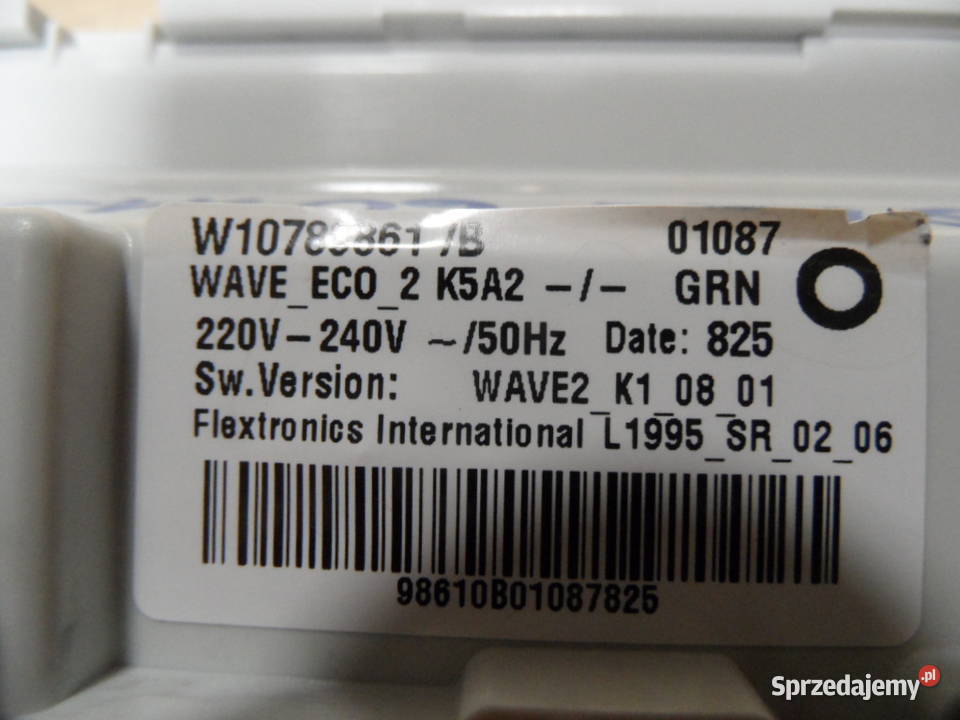 /B 01087
WAVE_ECO_2 K5A2 -/- GRN
220V-240V ~/50Hz Date: 825
Sw.Version: WAVE2_K1_08_01
Flextronics International L1995_SR_02_06
98610B01087825
Sprzedajemy.pl